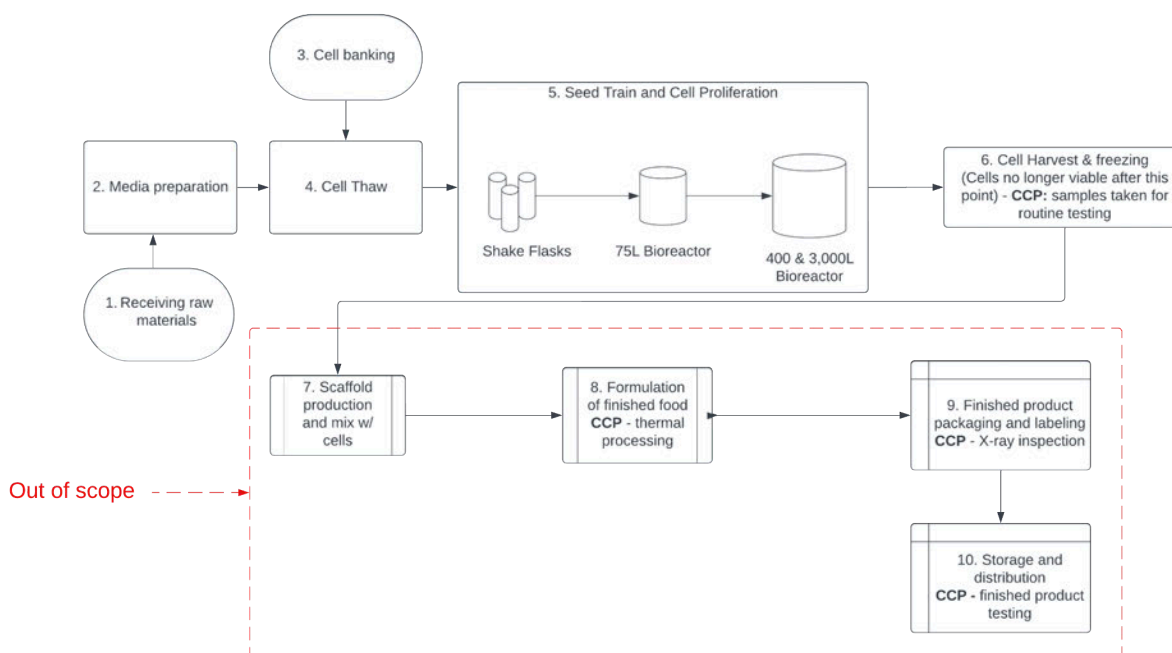 3. Cell banking
5. Seed Train and Cell Proliferation
2. Media preparation
4. Cell Thaw
Shake Flasks
75L Bioreactor
400 & 3,000L
Bioreactor
6. Cell Harvest & freezing
(Cells no longer viable after this
point) - CCP: samples taken for
routine testing
1. Receiving raw
materials
7. Scaffold
production
and mix w/
cells
8. Formulation
of finished food
CCP - thermal
processing
9. Finished product
packaging and labeling
CCP - X-ray inspection
Out of scope
10. Storage and
distribution
CCP - finished product
testing